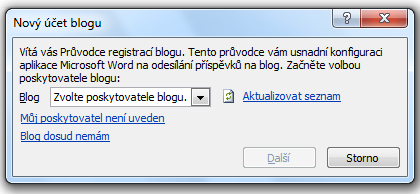 Nový účet blogu
Vítá vás Průvodce registrací blogu. Tento průvodce vám usnadní konfiguraci
aplikace Microsoft Word na odesílání příspěvků na blog. Začněte volbou
poskytovatele blogu:
Blog Zvolte poskytovatele blogu. Aktualizovat seznam
Můj poskytovatel není uveden
Blog dosud nemám
Další Storno